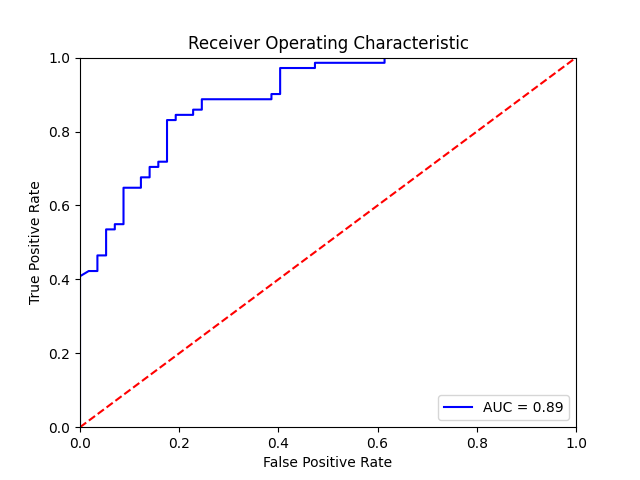 Receiver Operating Characteristic
True Positive Rate
1.0
0.8
0.6
0.4
0.2
0.0
0.0 0.2 0.4 0.6 0.8 1.0
False Positive Rate
AUC = 0.89